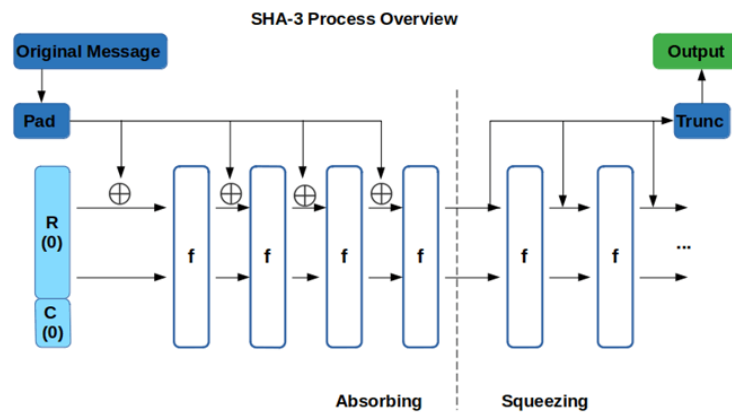 SHA-3 Process Overview
Original Message
Output
Pad
Trunc
R
(0)
f
f
f
f
f
f
...
C
(0)
Absorbing
Squeezing